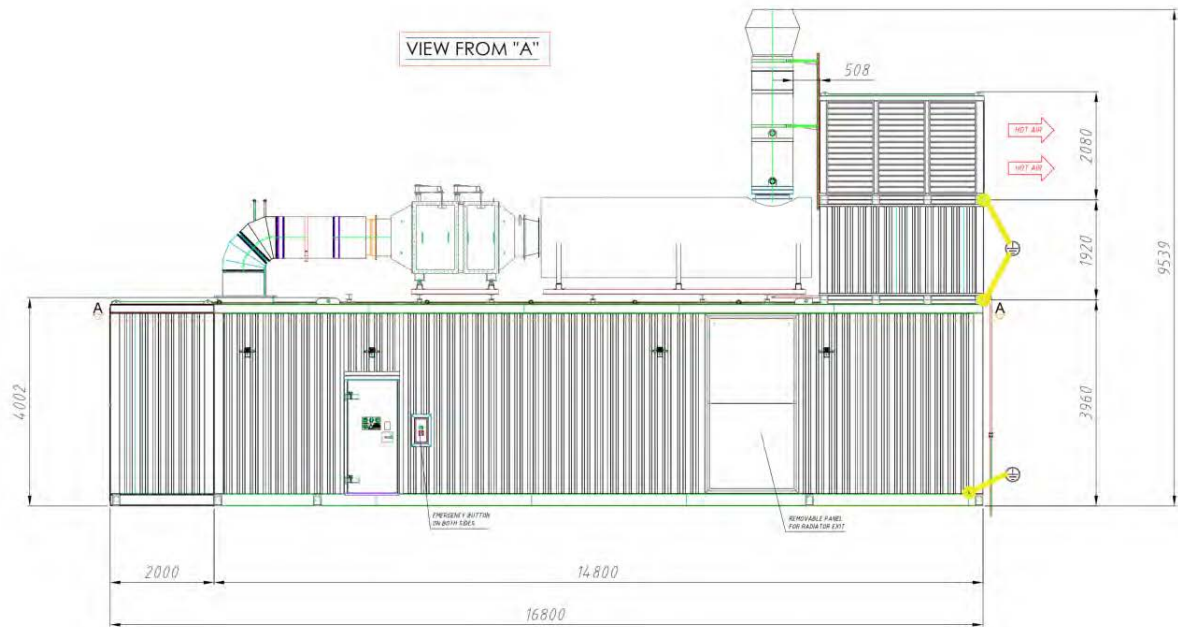 VIEW FROM "A"
508
HOT AIR
HOT AIR
2080
1920
9539
A
A
4002
3960
EMERGENCY BUTTON
ON BOTH SIDES
REMOVABLE PANEL
FOR RADIATOR EXIT
2000
14800
16800